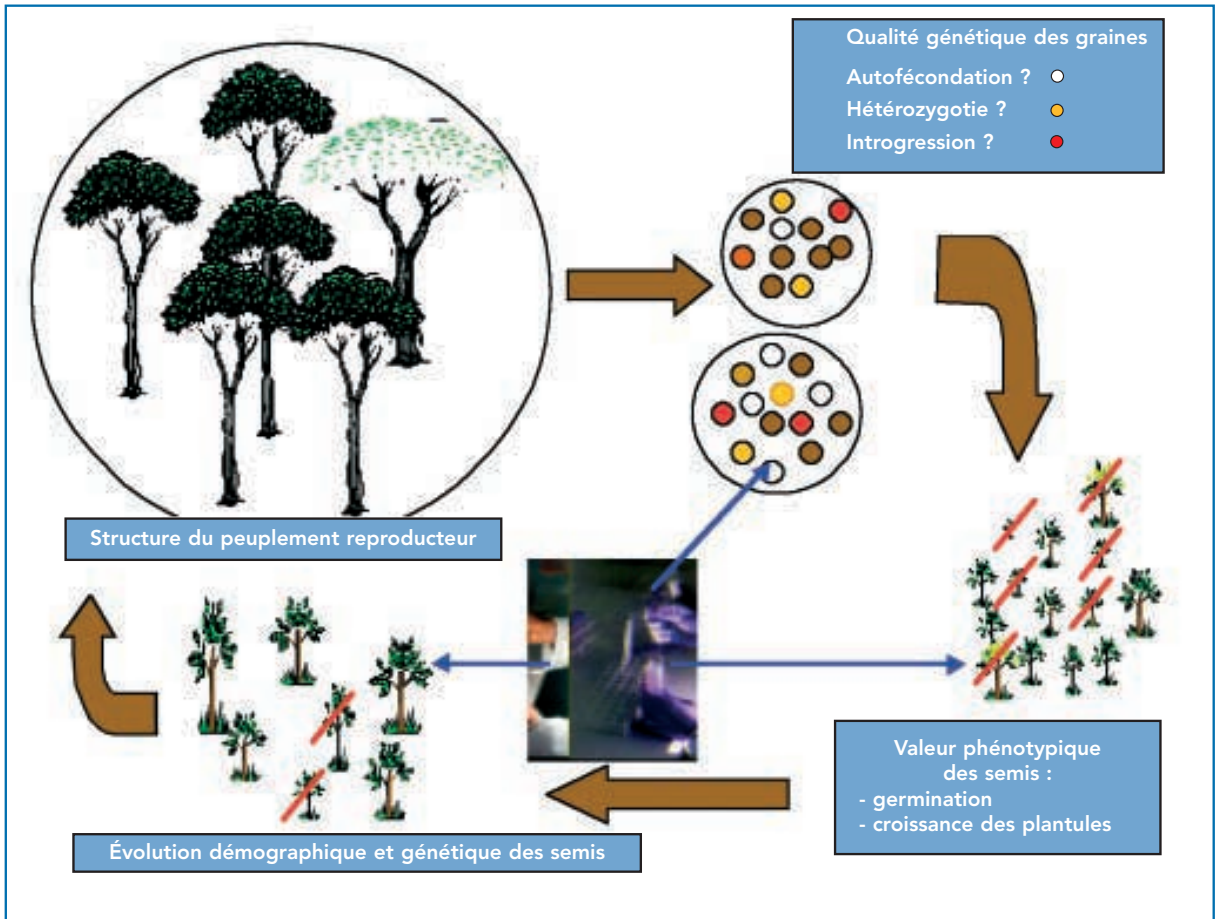 Qualité génétique des graines
Autofécondation ?
Hétérozygotie ?
Introgression ?
Structure du peuplement reproducteur
Valeur phénotypique
des semis :
- germination
- croissance des plantules
Évolution démographique et génétique des semis